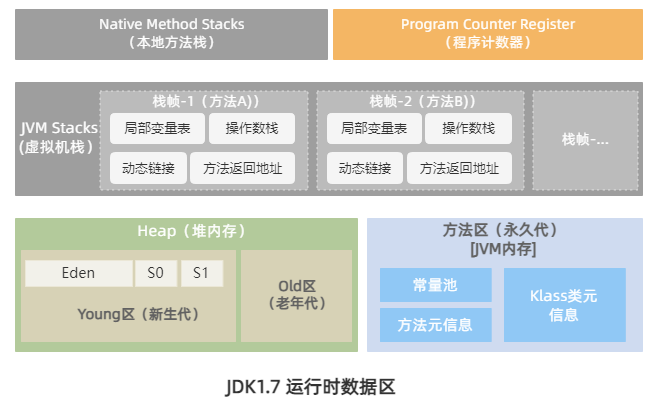 Native Method Stacks
（本地方法栈）
Program Counter Register
（程序计数器）
JVM Stacks
(虚拟机栈）
栈帧-1（方法A)）
局部变量表
操作数栈
动态链接
方法返回地址
栈帧-2（方法B)）
局部变量表
操作数栈
动态链接
方法返回地址
栈帧-...
Heap（堆内存）
Eden
S0
S1
Young区（新生代）
Old区
（老年代）
方法区（永久代）
[JVM内存]
常量池
方法元信息
Klass类元
信息
JDK1.7 运行时数据区